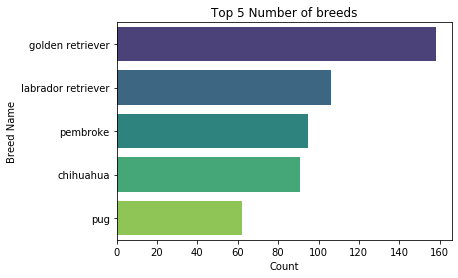 Top 5 Number of breeds
Breed Name
golden retriever
labrador retriever
pembroke
chihuahua
pug
0 20 40 60 80 100 120 140 160
Count